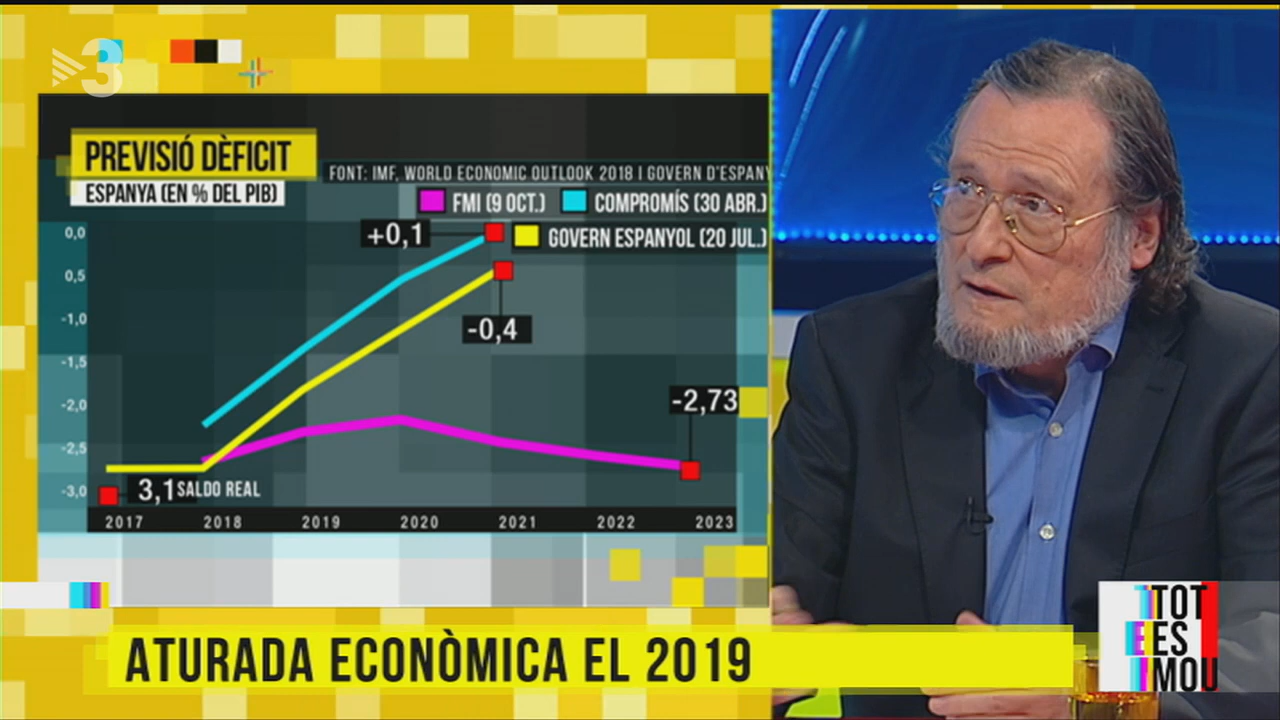 3
PREVISIÓ DÈFICIT
ESPANYA (EN % DEL PIB)
FONT: IMF, WORLD ECONOMIC OUTLOOK 2018 I GOVERN D'ESPANY
FMI (9 OCT.)
COMPROMÍS (30 ABR.)
GOVERN ESPANYOL (20 JUL.)
+0,1
-0,4
-2,73
0,0
0,5
-1,0
-1,5
-2,0
-2,5
-3,0
3,1 SALDO REAL
2017 2018 2019 2020 2021 2022 2023
ATURADA ECONÒMICA EL 2019
TOT
ES
MOU